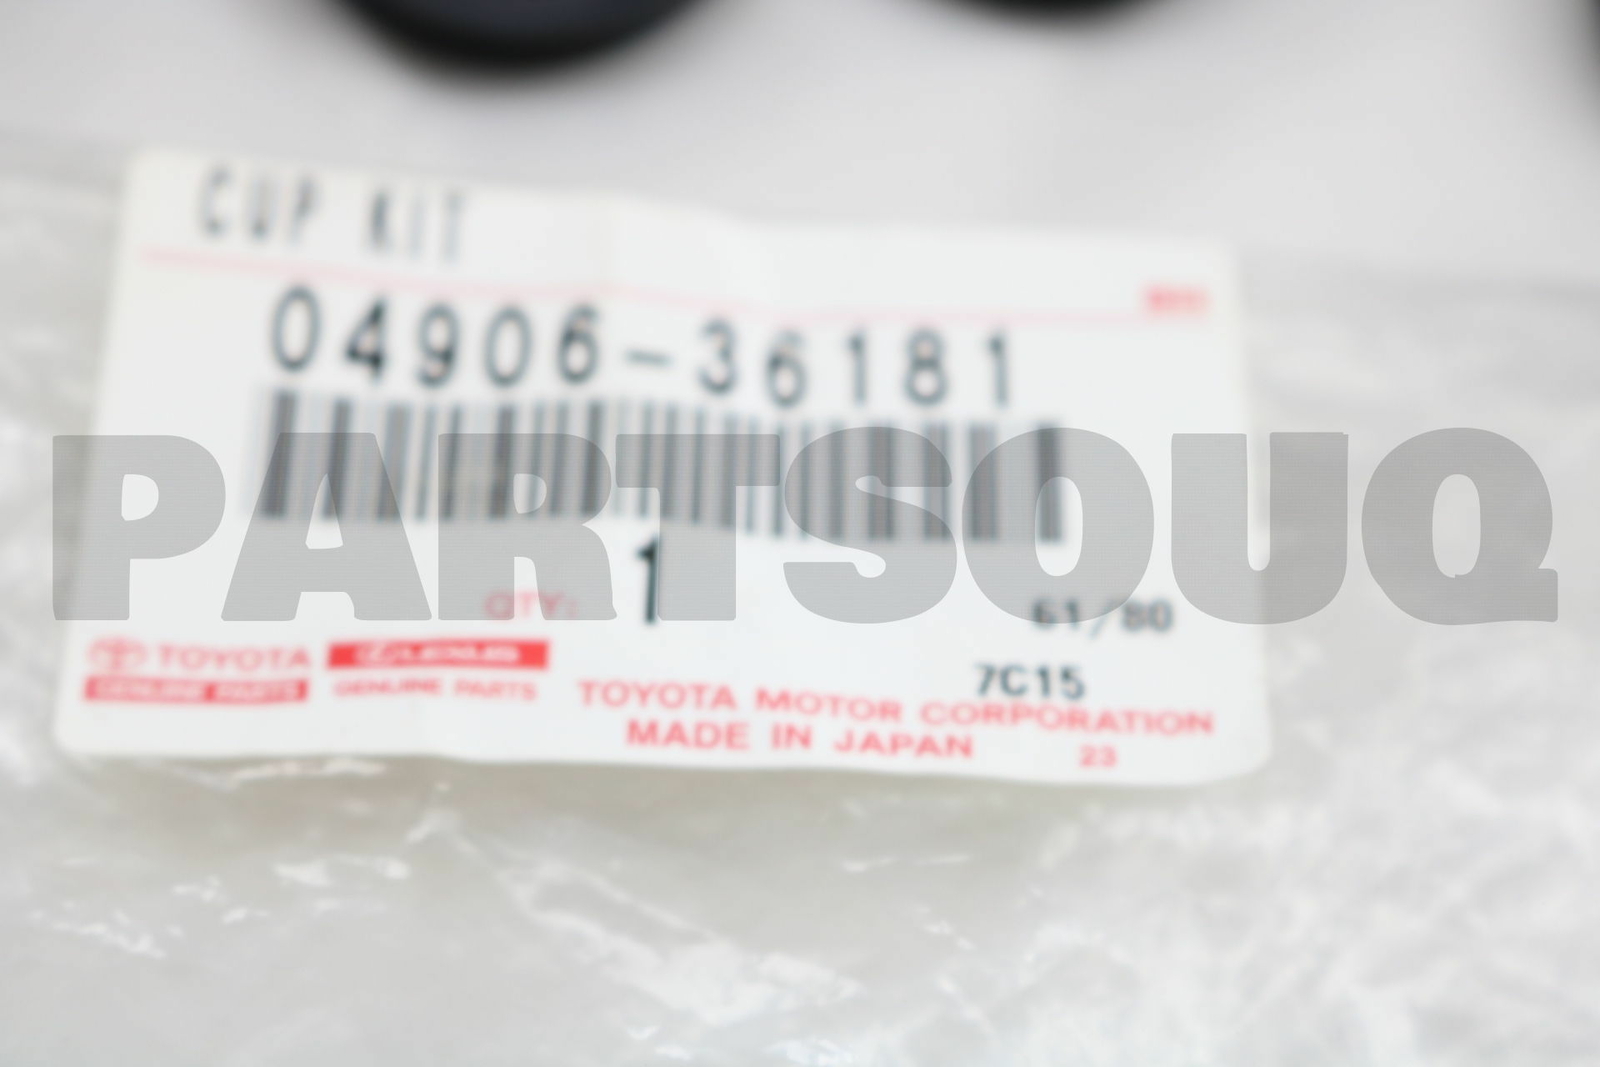 CUP KIT
04906-36181
PARTSOUQ
QTY: 1
61/80
TOYOTA LEXUS
7C15
GENUINE PARTS GENUINE PARTS
TOYOTA MOTOR CORPORATION
MADE IN JAPAN 23